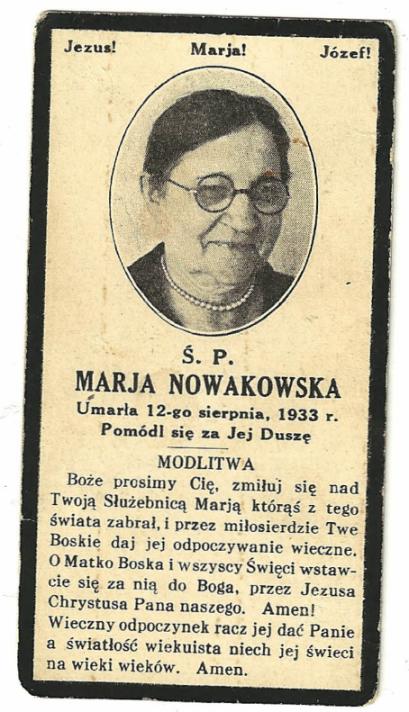 Jezus! Marja! Józef!
Ś. P.
MARJA NOWAKOWSKA
Umarła 12-go sierpnia, 1933 r.
Pomódl się za Jej Duszę
MODLITWA
Boże prosimy Cię, zmiłuj się nad
Twoją Służebnicą Marją którąś z tego
świata zabrał, i przez miłosierdzie Twe
Boskie daj jej odpoczywanie wieczne.
O Matko Boska i wszyscy Święci wstaw-
cie się za nią do Boga, przez Jezusa
Chrystusa Pana naszego. Amen!
Wieczny odpoczynek racz jej dać Panie
a światłość wiekuista niech jej świeci
na wieki wieków. Amen.